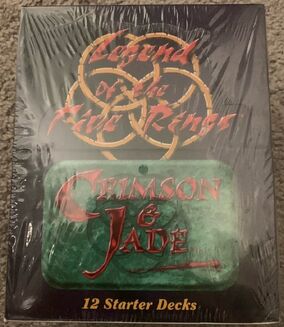 Legend
of the
Five Rings
CRIMSON
& JADE
12 Starter Decks